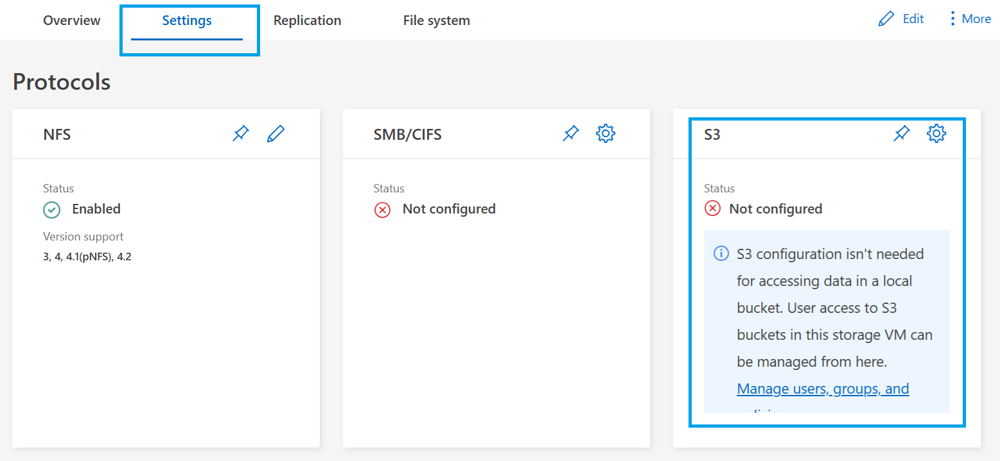 Overview
Settings
Replication
File system
Edit
More
Protocols
NFS
Status
Enabled
Version support
3, 4, 4.1(pNFS), 4.2
SMB/CIFS
Status
Not configured
S3
Status
Not configured
S3 configuration isn't needed
for accessing data in a local
bucket. User access to S3
buckets in this storage VM can
be managed from here.
Manage users, groups, and